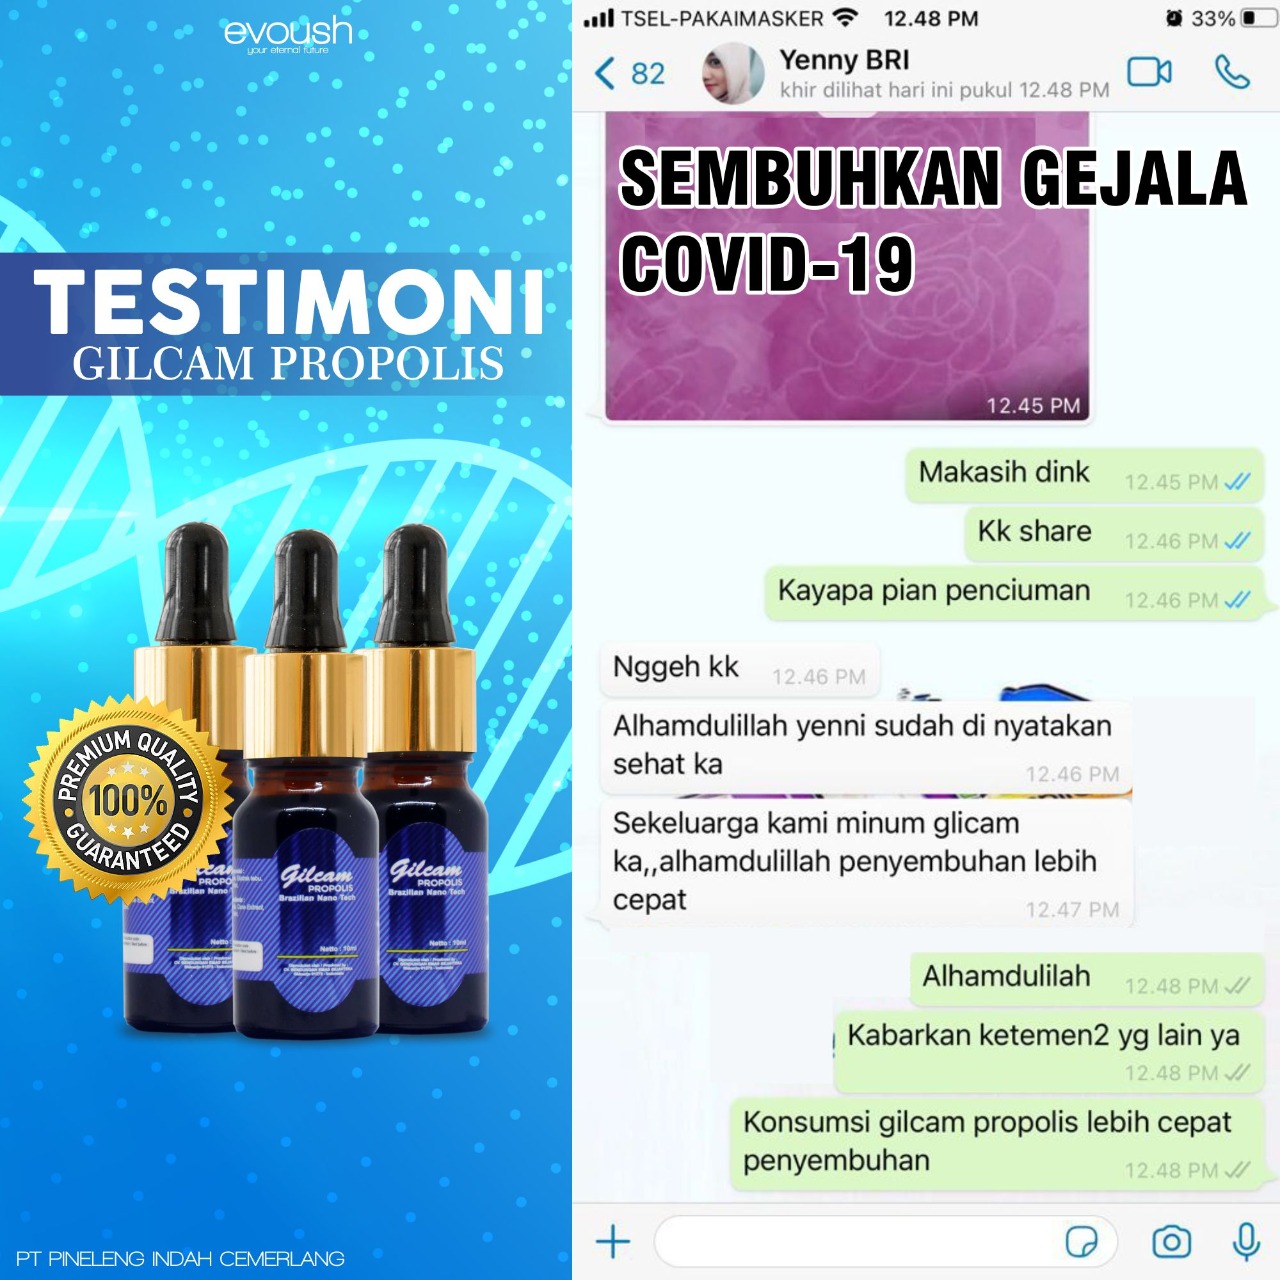 evoush
your eternal future
TESTIMONI
GILCAM PROPOLIS
PREMIUM QUALITY
100%
GUARANTEED
Gilcam
PROPOLIS
Brazilian Nano Tech
Netto : 10ml
Gilcam
PROPOLIS
Brazilian Nano Tech
Netto : 10ml
PT PINELENG INDAH CEMERLANG
TSEL-PAKAIMASKER 12.48 PM 33%
82 Yenny BRI
khir dilihat hari ini pukul 12.48 PM
SEMBUHKAN GEJALA
COVID-19
12.45 PM
Makasih dink 12.45 PM
Kk share 12.46 PM
Kayapa pian penciuman 12.46 PM
Nggeh kk 12.46 PM
Alhamdulillah yenni sudah di nyatakan
sehat ka 12.46 PM
Sekeluarga kami minum glicam
ka,,alhamdulillah penyembuhan lebih
cepat 12.47 PM
Alhamdulilah 12.48 PM
Kabarkan ketemen2 yg lain ya
12.48 PM
Konsumsi gilcam propolis lebih cepat
penyembuhan 12.48 PM